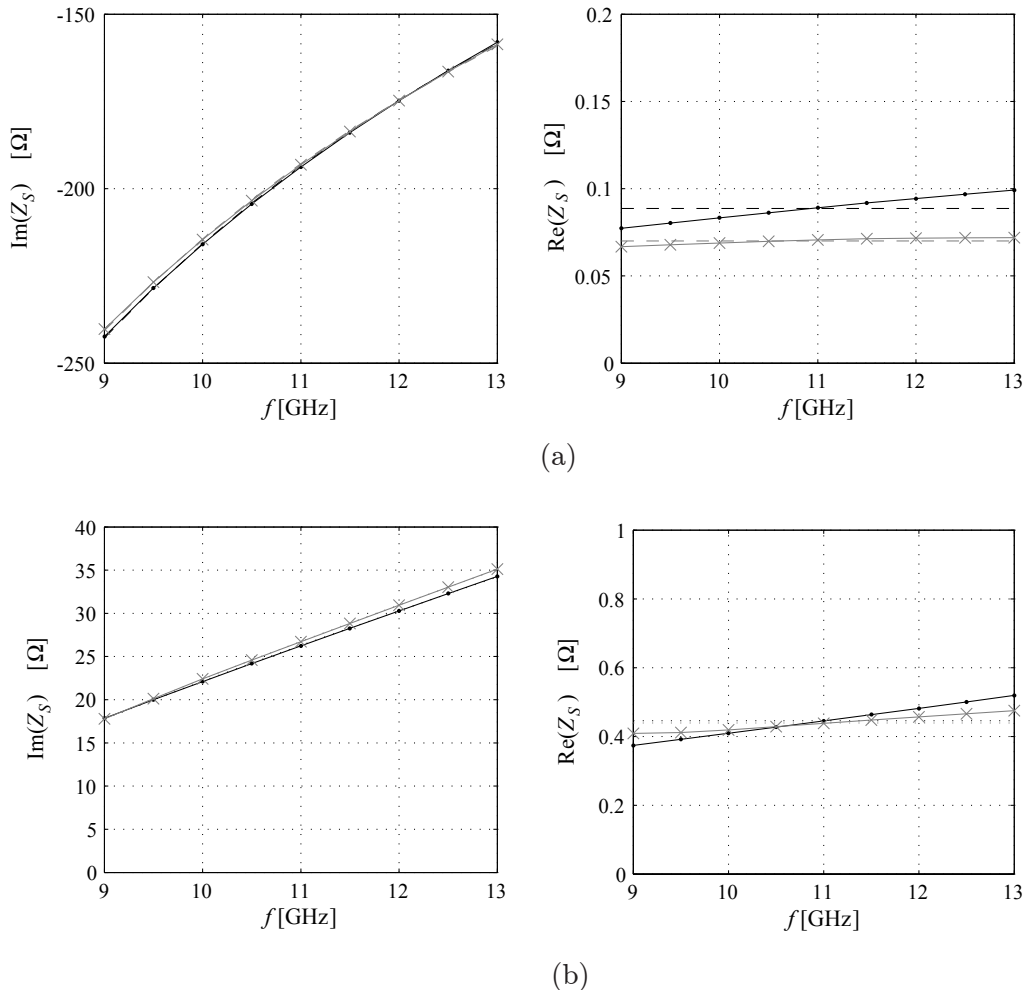 -150
-200
-250
Im(Z_S) [Ω]
9 10 11 12 13
f [GHz]
0.2
0.15
0.1
0.05
0
Re(Z_S) [Ω]
9 10 11 12 13
f [GHz]
(a)
40
35
30
25
20
15
10
5
0
Im(Z_S) [Ω]
9 10 11 12 13
f [GHz]
1
0.8
0.6
0.4
0.2
0
Re(Z_S) [Ω]
9 10 11 12 13
f [GHz]
(b)